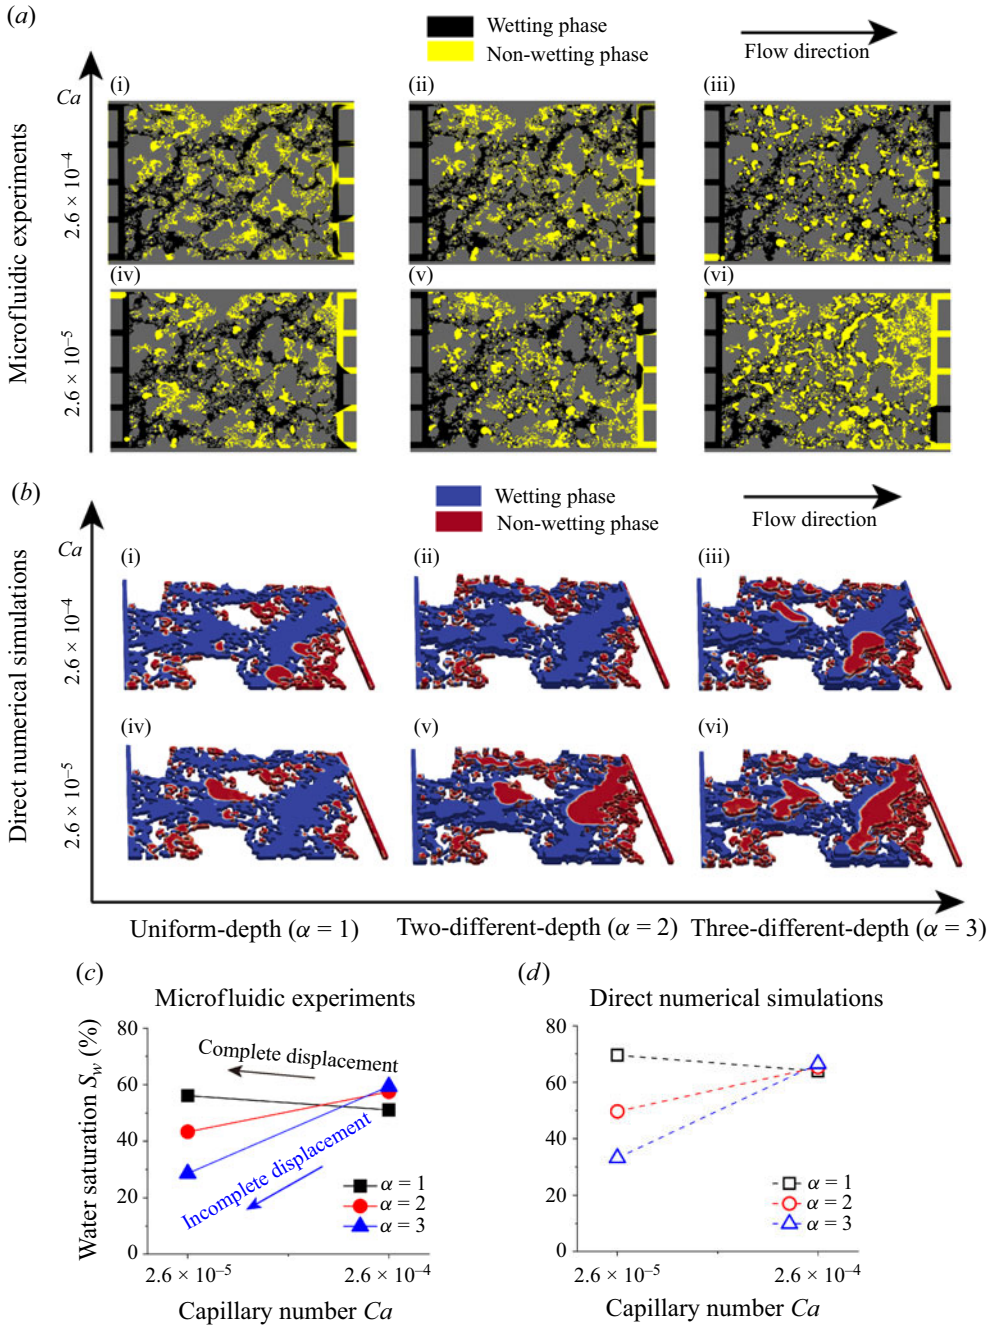 (a)
Wetting phase
Non-wetting phase
Flow direction
Ca
(i)
(ii)
(iii)
Microfluidic experiments
2.6 × 10⁻⁴
(iv)
(v)
(vi)
2.6 × 10⁻⁵
(b)
Wetting phase
Non-wetting phase
Flow direction
Ca
(i)
(ii)
(iii)
Direct numerical simulations
2.6 × 10⁻⁴
(iv)
(v)
(vi)
2.6 × 10⁻⁵
Uniform-depth (α = 1)
Two-different-depth (α = 2)
Three-different-depth (α = 3)
(c)
Microfluidic experiments
Water saturation S_w (%)
80
60
40
20
0
Complete displacement
Incomplete displacement
α = 1
α = 2
α = 3
2.6 × 10⁻⁵
2.6 × 10⁻⁴
Capillary number Ca
(d)
Direct numerical simulations
80
60
40
20
0
α = 1
α = 2
α = 3
2.6 × 10⁻⁵
2.6 × 10⁻⁴
Capillary number Ca